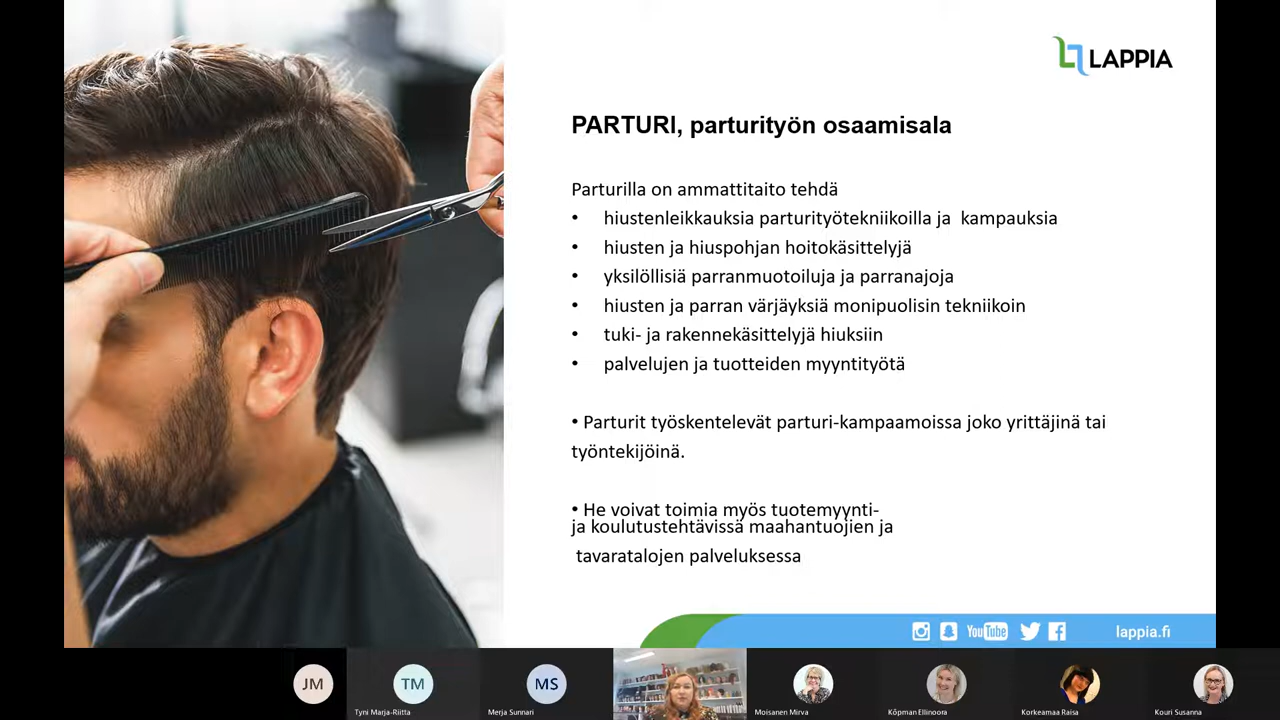 LAPPIA
PARTURI, parturityön osaamisala
Parturilla on ammattitaito tehdä
• hiustenleikkauksia parturityötekniikoilla ja kampauksia
• hiusten ja hiuspohjan hoitokäsittelyjä
• yksilöllisiä parranmuotoiluja ja parranajoja
• hiusten ja parran värjäyksiä monipuolisin tekniikoin
• tuki- ja rakennekäsittelyjä hiuksiin
• palvelujen ja tuotteiden myyntityötä
• Parturit työskentelevät parturi-kampaamoissa joko yrittäjinä tai
työntekijöinä.
• He voivat toimia myös tuotemyynti-
ja koulutustehtävissä maahantuojien ja
tavaratalojen palveluksessa
YouTube
lappia.fi
JM
TM
MS
Tyni Marja-Riitta
Merja Sunnari
Moisanen Mirva
Köpman Ellinoora
Korkeamaa Raisa
Kouri Susanna